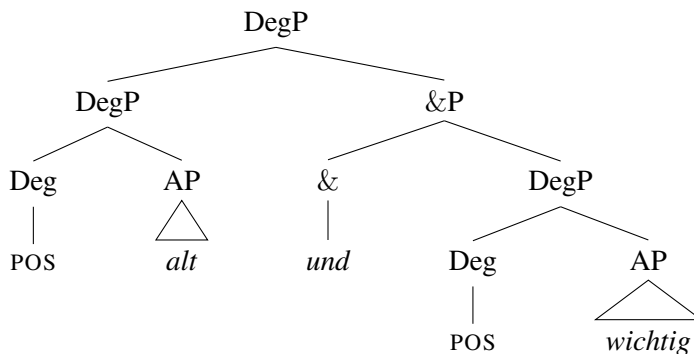 DegP
DegP &P
Deg AP & DegP
POS alt und Deg AP
POS wichtig